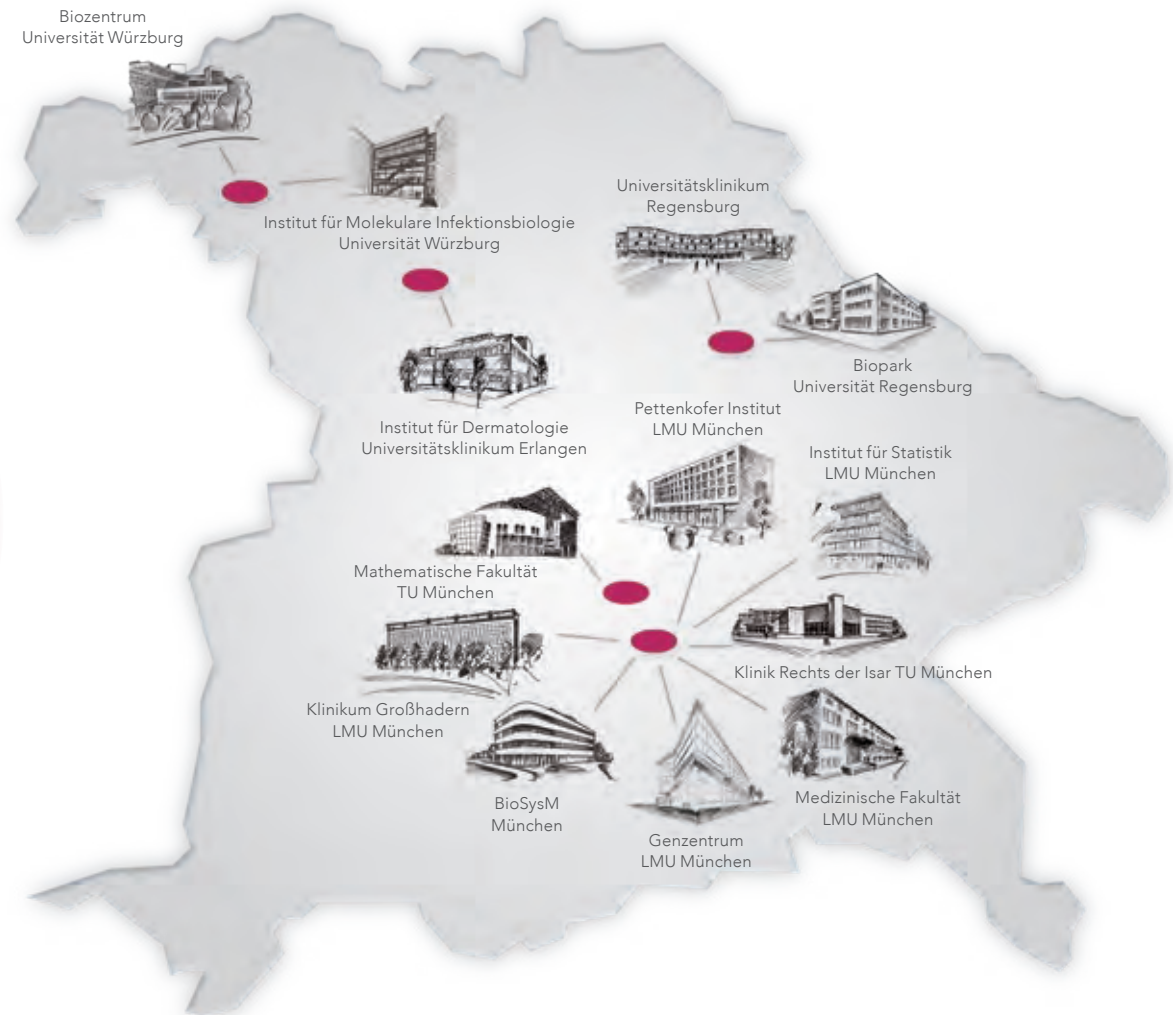 Biozentrum
Universität Würzburg
Institut für Molekulare Infektionsbiologie
Universität Würzburg
Universitätsklinikum
Regensburg
Biopark
Universität Regensburg
Institut für Dermatologie
Universitätsklinikum Erlangen
Pettenkofer Institut
LMU München
Institut für Statistik
LMU München
Mathematische Fakultät
TU München
Klinik Rechts der Isar TU München
Klinikum Großhadern
LMU München
BioSysM
München
Genzentrum
LMU München
Medizinische Fakultät
LMU München